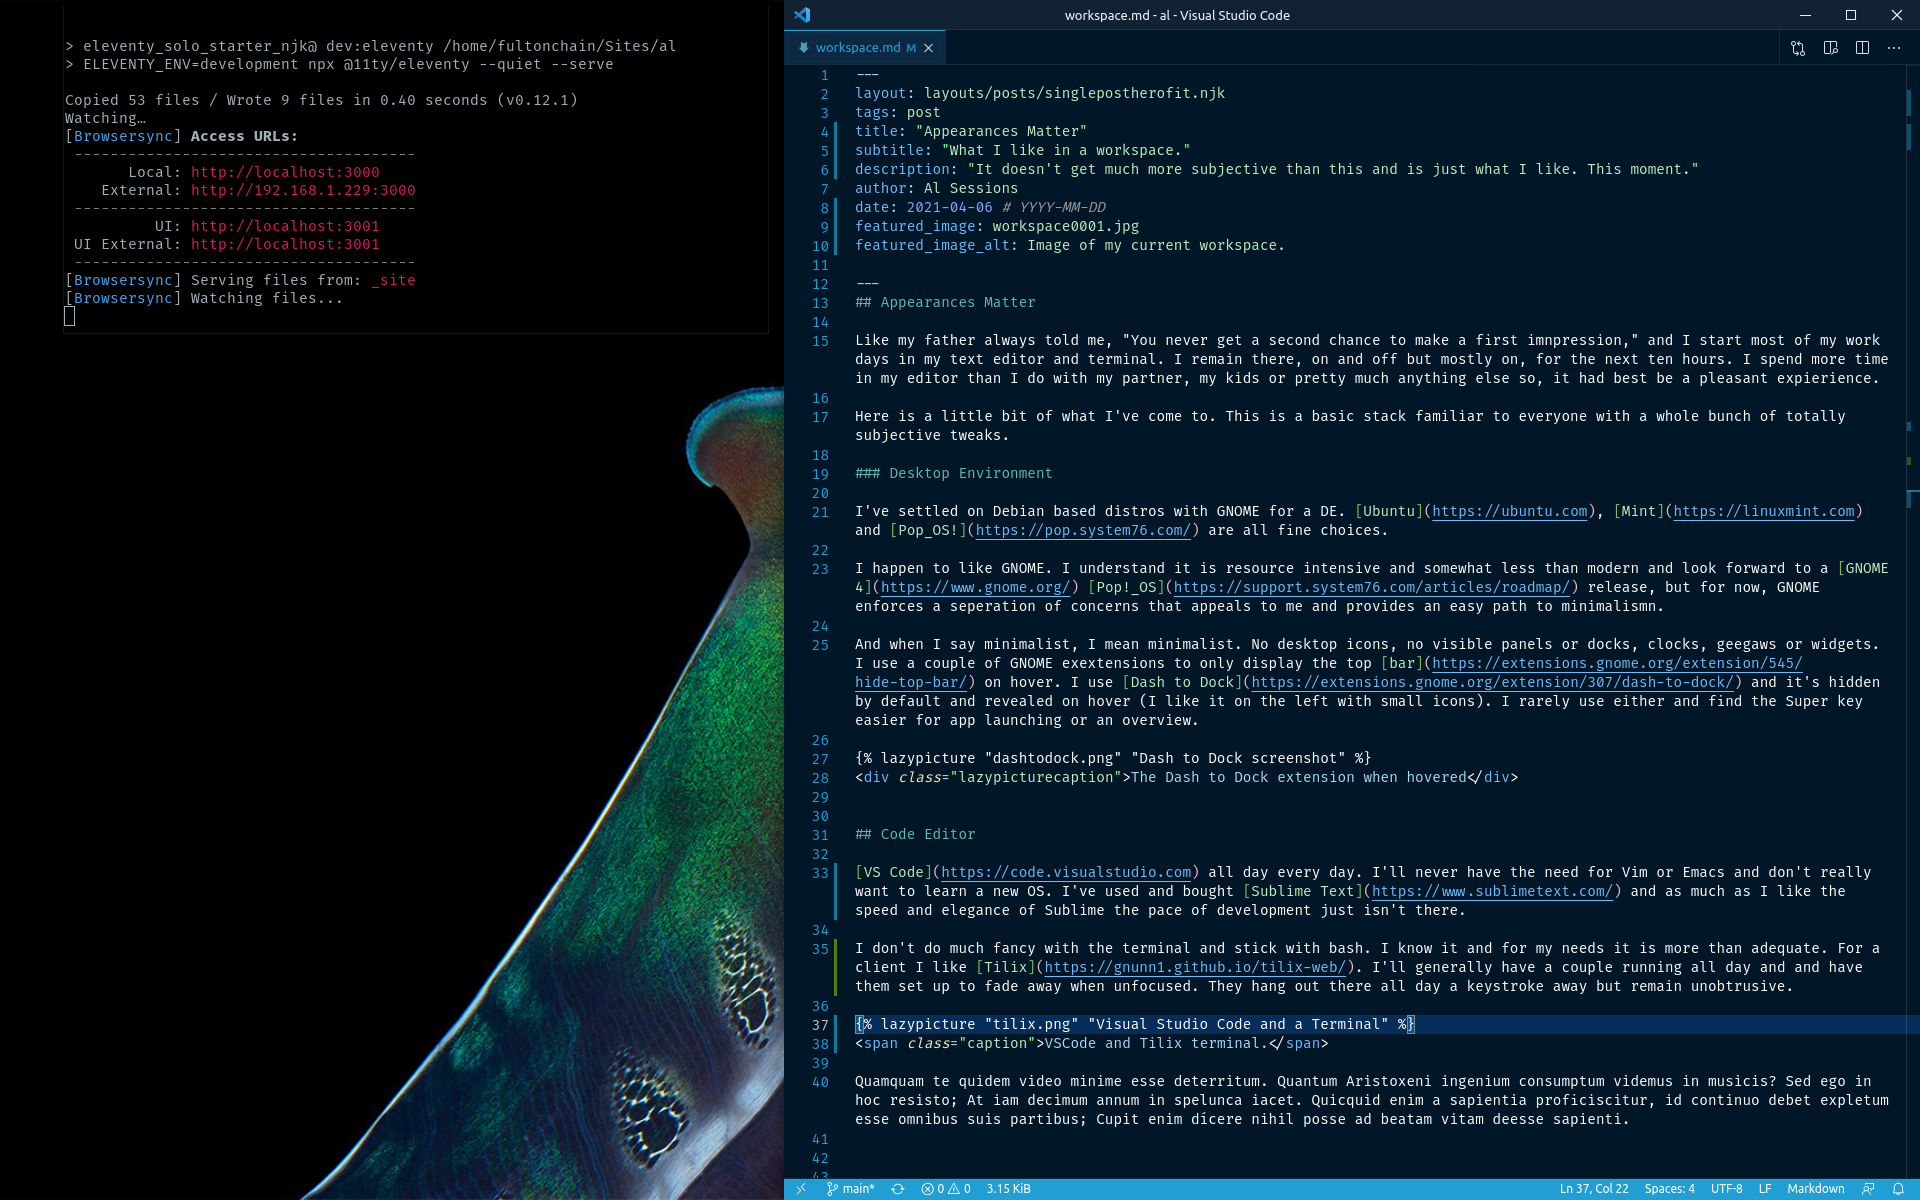 > eleventy_solo_starter_njk@ dev:eleventy /home/fultonchain/Sites/al
> ELEVENTY_ENV=development npx @11ty/eleventy --quiet --serve
Copied 53 files / Wrote 9 files in 0.40 seconds (v0.12.1)
Watching…
[Browsersync] Access URLs:
--------------------------------------
Local: http://localhost:3000
External: http://192.168.1.229:3000
--------------------------------------
UI: http://localhost:3001
UI External: http://localhost:3001
--------------------------------------
[Browsersync] Serving files from: _site
[Browsersync] Watching files...
workspace.md - al - Visual Studio Code
workspace.md M
1 ---
2 layout: layouts/posts/singlepostherofit.njk
3 tags: post
4 title: "Appearances Matter"
5 subtitle: "What I like in a workspace."
6 description: "It doesn't get much more subjective than this and is just what I like. This moment."
7 author: Al Sessions
8 date: 2021-04-06 # YYYY-MM-DD
9 featured_image: workspace0001.jpg
10 featured_image_alt: Image of my current workspace.
11
12 ---
13 ## Appearances Matter
14
15 Like my father always told me, "You never get a second chance to make a first imnpression," and I start most of my work
days in my text editor and terminal. I remain there, on and off but mostly on, for the next ten hours. I spend more time
in my editor than I do with my partner, my kids or pretty much anything else so, it had best be a pleasant expierience.
16
17 Here is a little bit of what I've come to. This is a basic stack familiar to everyone with a whole bunch of totally
subjective tweaks.
18
19 ### Desktop Environment
20
21 I've settled on Debian based distros with GNOME for a DE. [Ubuntu](https://ubuntu.com), [Mint](https://linuxmint.com)
and [Pop_OS!](https://pop.system76.com/) are all fine choices.
22
23 I happen to like GNOME. I understand it is resource intensive and somewhat less than modern and look forward to a [GNOME
4](https://www.gnome.org/) [Pop!_OS](https://support.system76.com/articles/roadmap/) release, but for now, GNOME
enforces a seperation of concerns that appeals to me and provides an easy path to minimalismn.
24
25 And when I say minimalist, I mean minimalist. No desktop icons, no visible panels or docks, clocks, geegaws or widgets.
I use a couple of GNOME exextensions to only display the top [bar](https://extensions.gnome.org/extension/545/
hide-top-bar/) on hover. I use [Dash to Dock](https://extensions.gnome.org/extension/307/dash-to-dock/) and it's hidden
by default and revealed on hover (I like it on the left with small icons). I rarely use either and find the Super key
easier for app launching or an overview.
26
27 {% lazypicture "dashtodock.png" "Dash to Dock screenshot" %}
28 <div class="lazypicturecaption">The Dash to Dock extension when hovered</div>
29
30
31 ## Code Editor
32
33 [VS Code](https://code.visualstudio.com) all day every day. I'll never have the need for Vim or Emacs and don't really
want to learn a new OS. I've used and bought [Sublime Text](https://www.sublimetext.com/) and as much as I like the
speed and elegance of Sublime the pace of development just isn't there.
34
35 I don't do much fancy with the terminal and stick with bash. I know it and for my needs it is more than adequate. For a
client I like [Tilix](https://gnunn1.github.io/tilix-web/). I'll generally have a couple running all day and and have
them set up to fade away when unfocused. They hang out there all day a keystroke away but remain unobtrusive.
36
37 {% lazypicture "tilix.png" "Visual Studio Code and a Terminal" %}
38 <span class="caption">VSCode and Tilix terminal.</span>
39
40 Quamquam te quidem video minime esse deterritum. Quantum Aristoxeni ingenium consumptum videmus in musicis? Sed ego in
hoc resisto; At iam decimum annum in spelunca iacet. Quicquid enim a sapientia proficiscitur, id continuo debet expletum
esse omnibus suis partibus; Cupit enim dícere nihil posse ad beatam vitam deesse sapienti.
41
42
43
main* 0 0 3.15 KiB Ln 37, Col 22 Spaces: 4 UTF-8 LF Markdown